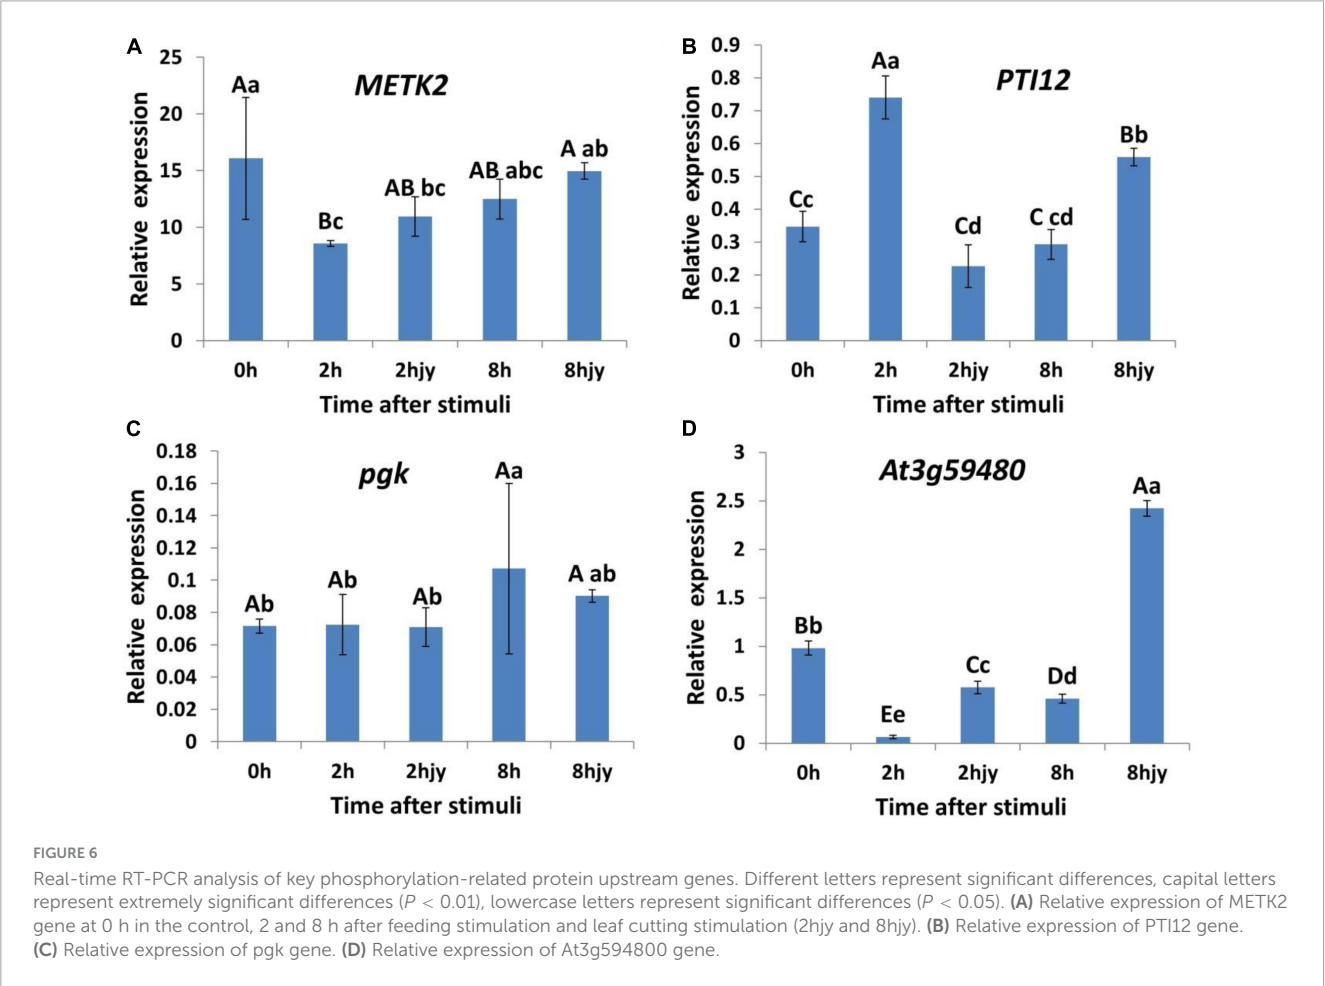 A
METK2
Relative expression
25
20
15
10
5
0
Aa
Bc
AB bc
AB abc
A ab
0h 2h 2hjy 8h 8hjy
Time after stimuli
B
PTI12
Relative expression
0.9
0.8
0.7
0.6
0.5
0.4
0.3
0.2
0.1
0
Cc
Aa
Cd
C cd
Bb
0h 2h 2hjy 8h 8hjy
Time after stimuli
C
pgk
Relative expression
0.18
0.16
0.14
0.12
0.1
0.08
0.06
0.04
0.02
0
Ab
Ab
Ab
Aa
A ab
0h 2h 2hjy 8h 8hjy
Time after stimuli
D
At3g59480
Relative expression
3
2.5
2
1.5
1
0.5
0
Bb
Ee
Cc
Dd
Aa
0h 2h 2hjy 8h 8hjy
Time after stimuli
FIGURE 6
Real-time RT-PCR analysis of key phosphorylation-related protein upstream genes. Different letters represent significant differences, capital letters
represent extremely significant differences (P < 0.01), lowercase letters represent significant differences (P < 0.05). (A) Relative expression of METK2
gene at 0 h in the control, 2 and 8 h after feeding stimulation and leaf cutting stimulation (2hjy and 8hjy). (B) Relative expression of PTI12 gene.
(C) Relative expression of pgk gene. (D) Relative expression of At3g594800 gene.